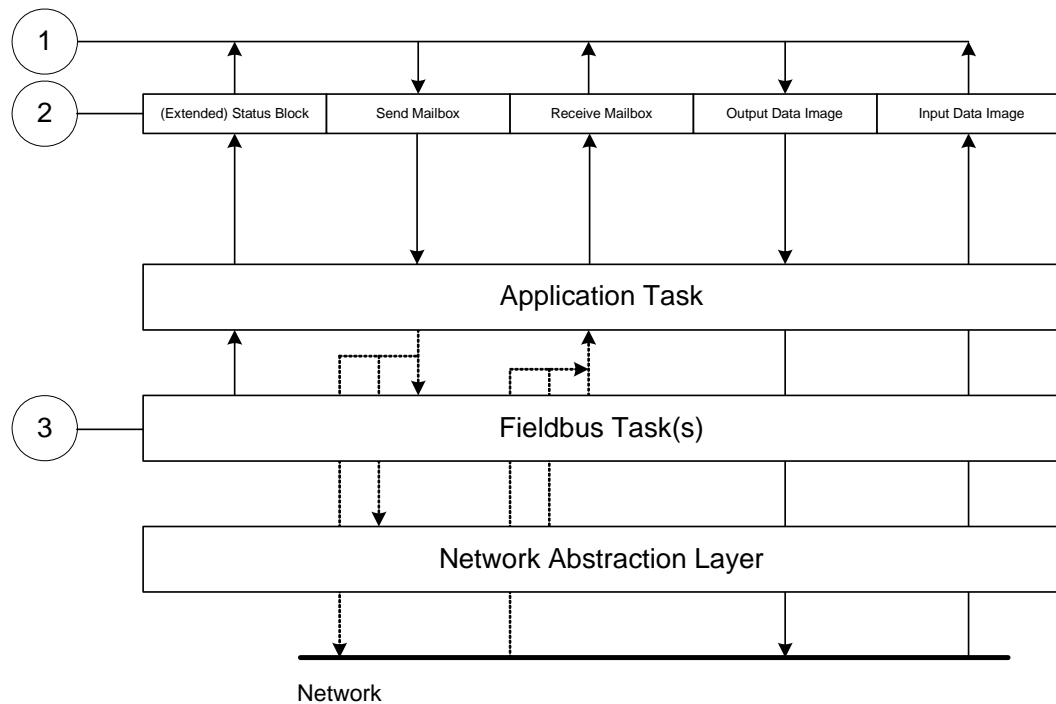 1
2
(Extended) Status Block
Send Mailbox
Receive Mailbox
Output Data Image
Input Data Image
Application Task
3
Fieldbus Task(s)
Network Abstraction Layer
Network